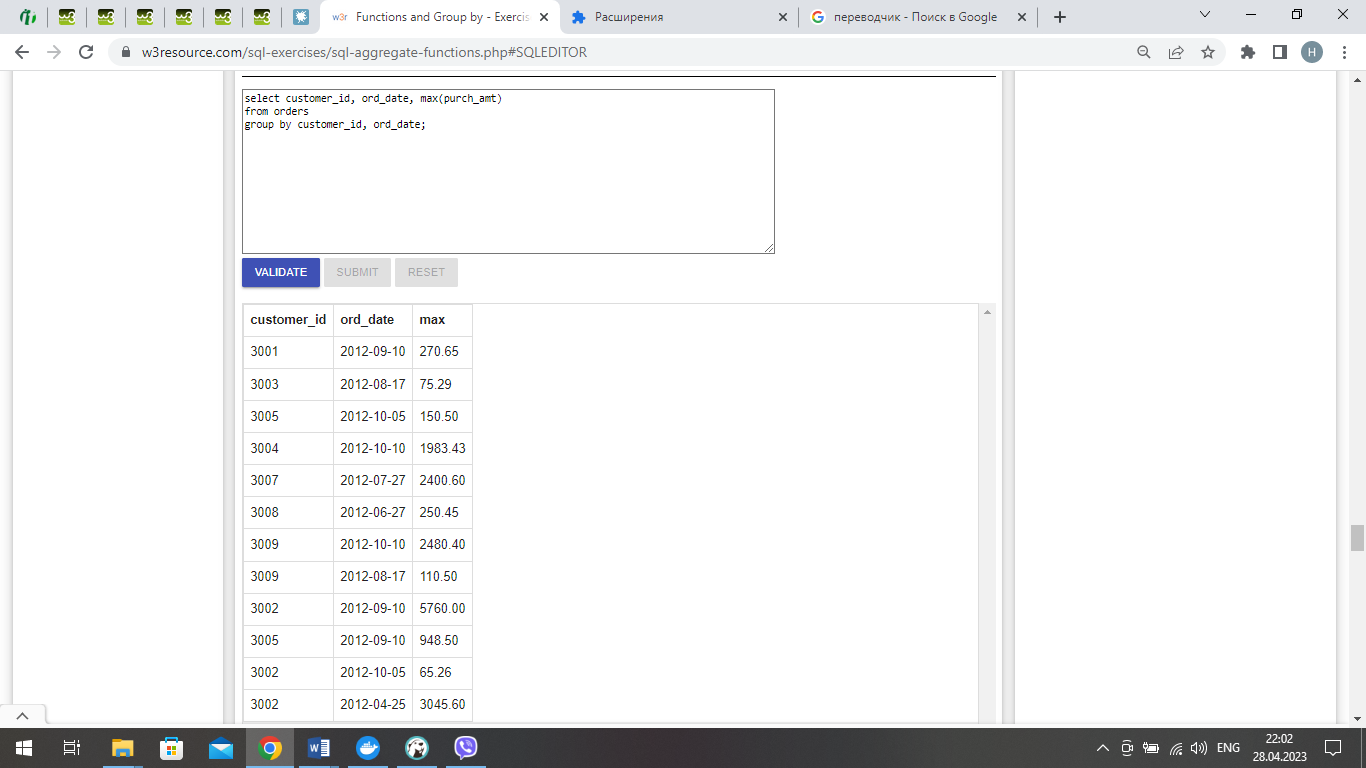 w3r Functions and Group by - Exercis
Расширения
переводчик - Поиск в Google
w3resource.com/sql-exercises/sql-aggregate-functions.php#SQLEDITOR
H
select customer_id, ord_date, max(purch_amt)
from orders
group by customer_id, ord_date;
VALIDATE SUBMIT RESET
customer_id ord_date max
3001 2012-09-10 270.65
3003 2012-08-17 75.29
3005 2012-10-05 150.50
3004 2012-10-10 1983.43
3007 2012-07-27 2400.60
3008 2012-06-27 250.45
3009 2012-10-10 2480.40
3009 2012-08-17 110.50
3002 2012-09-10 5760.00
3005 2012-09-10 948.50
3002 2012-10-05 65.26
3002 2012-04-25 3045.60
ENG
22:02
28.04.2023